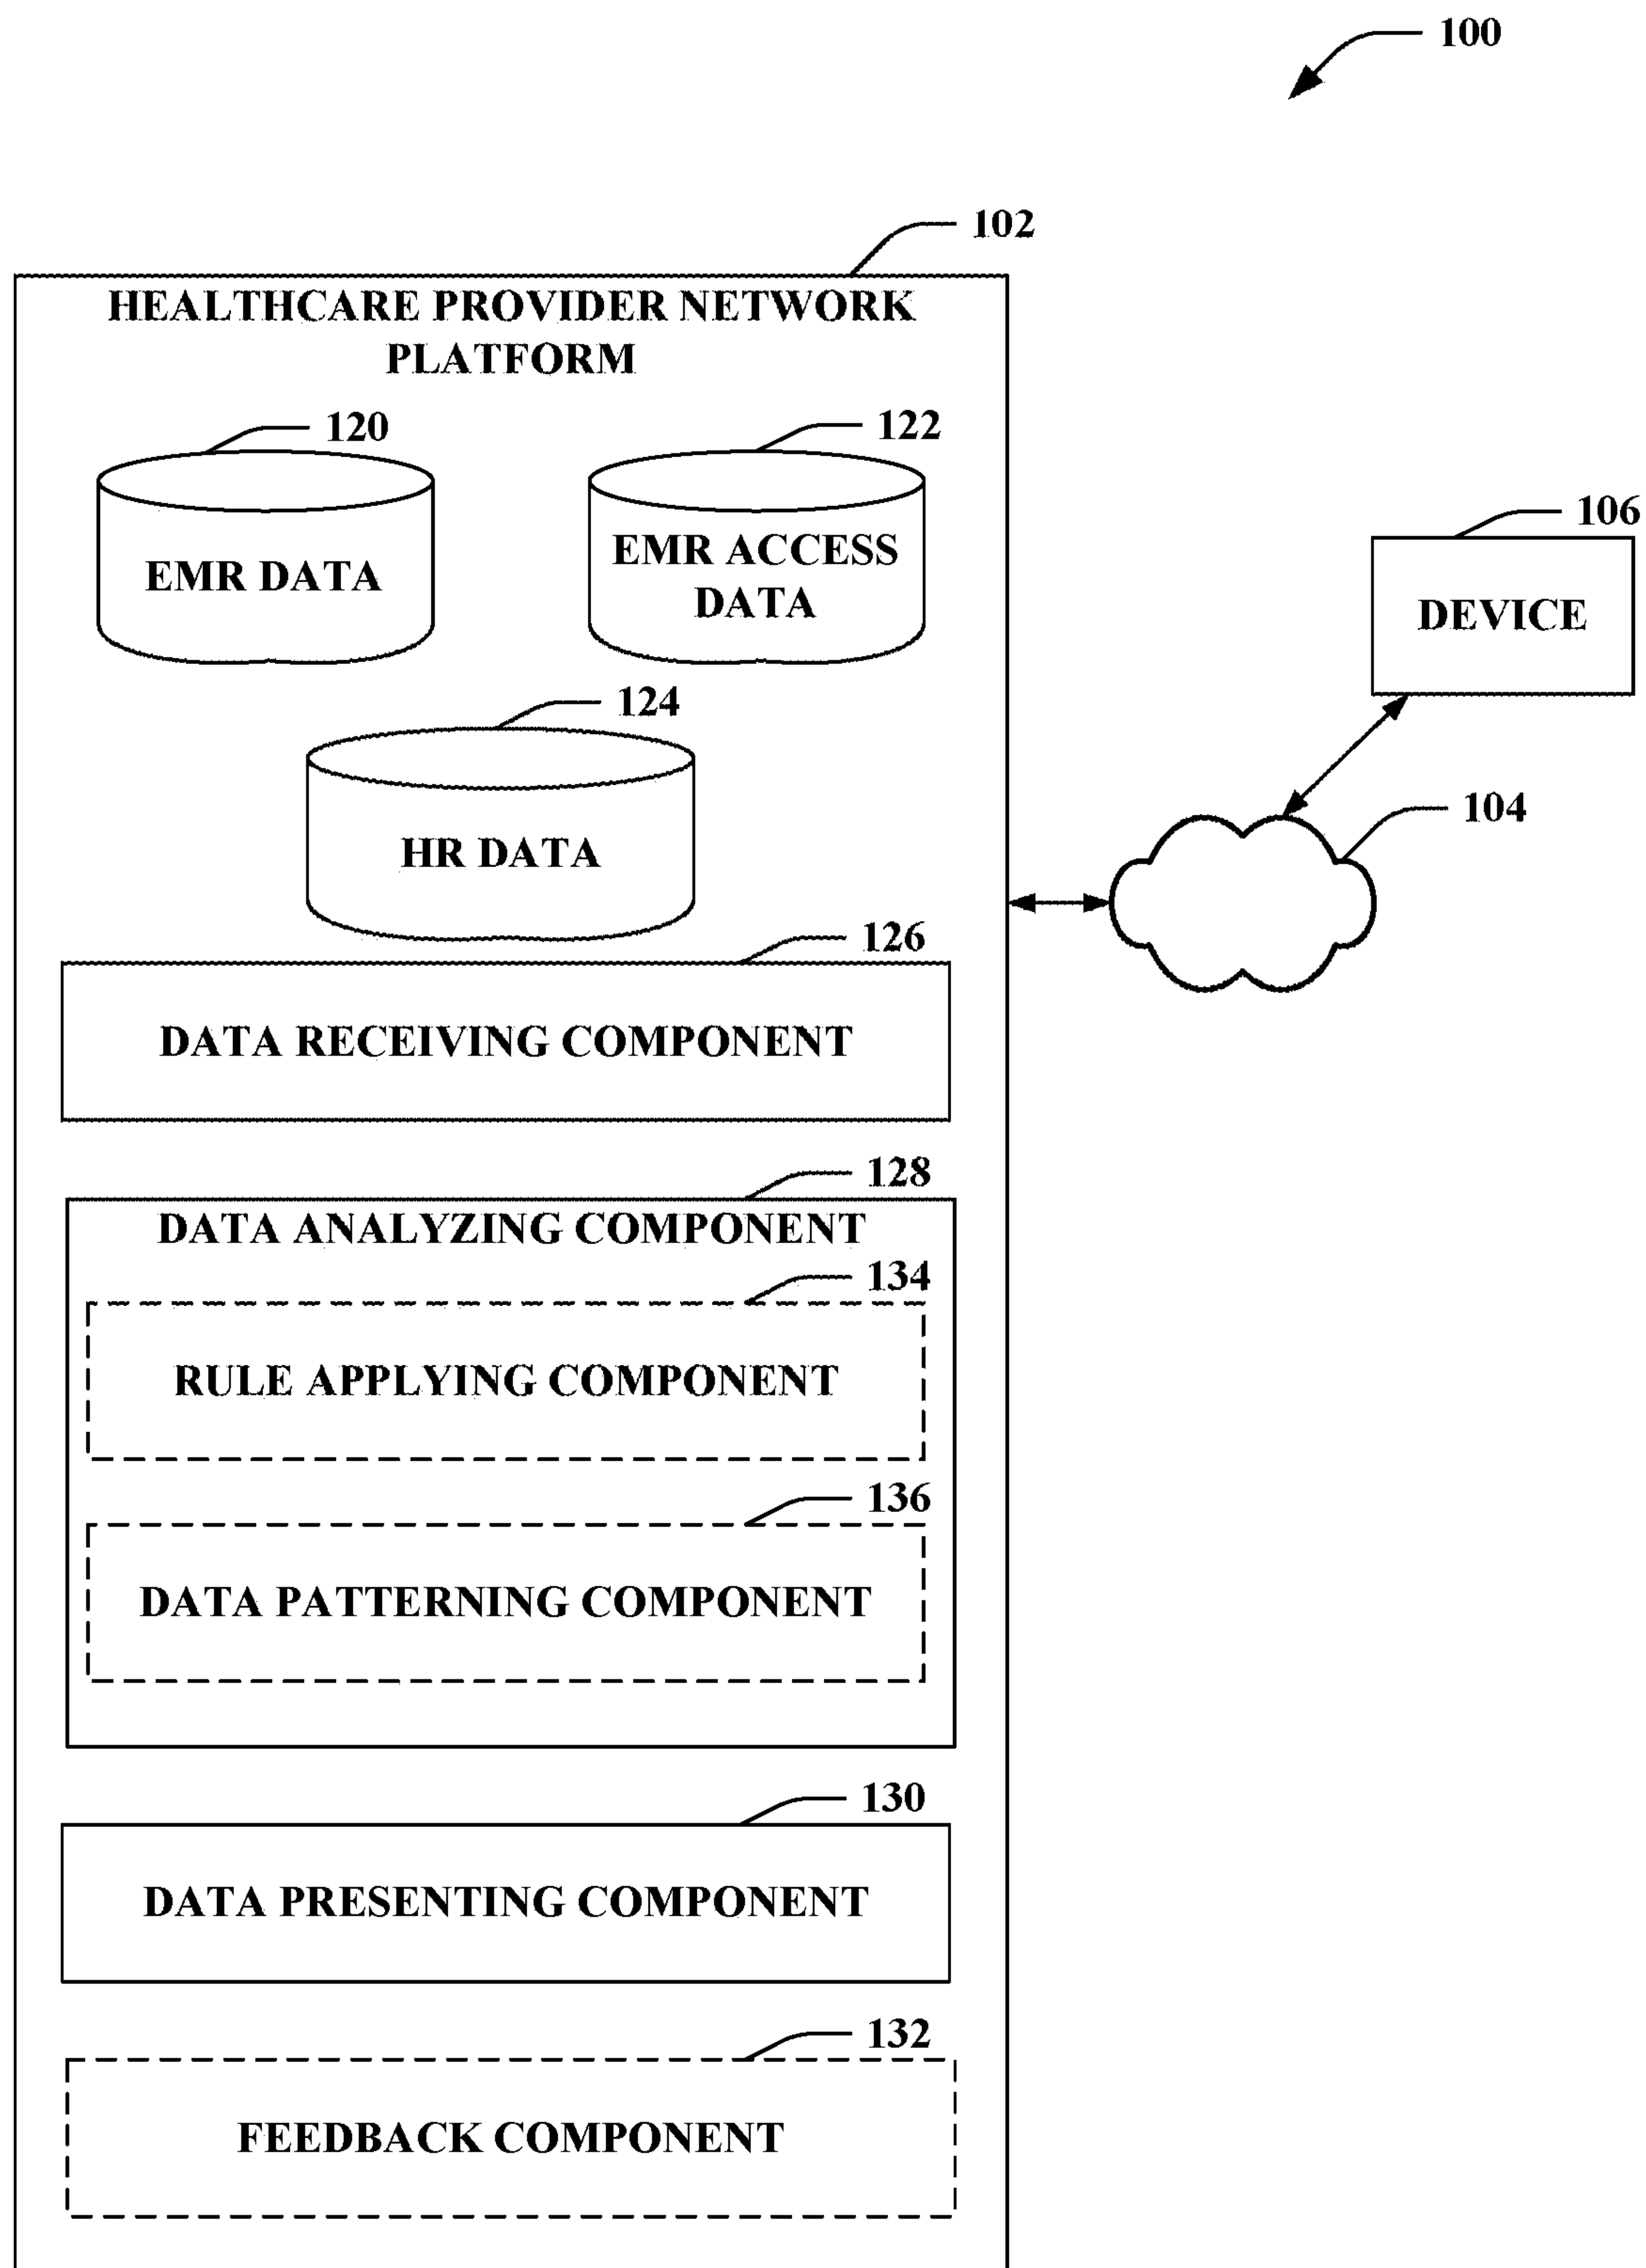 100
102
HEALTHCARE PROVIDER NETWORK
PLATFORM
120
122
EMR DATA
EMR ACCESS
DATA
106
DEVICE
124
HR DATA
104
126
DATA RECEIVING COMPONENT
128
DATA ANALYZING COMPONENT
134
RULE APPLYING COMPONENT
136
DATA PATTERNING COMPONENT
130
DATA PRESENTING COMPONENT
132
FEEDBACK COMPONENT